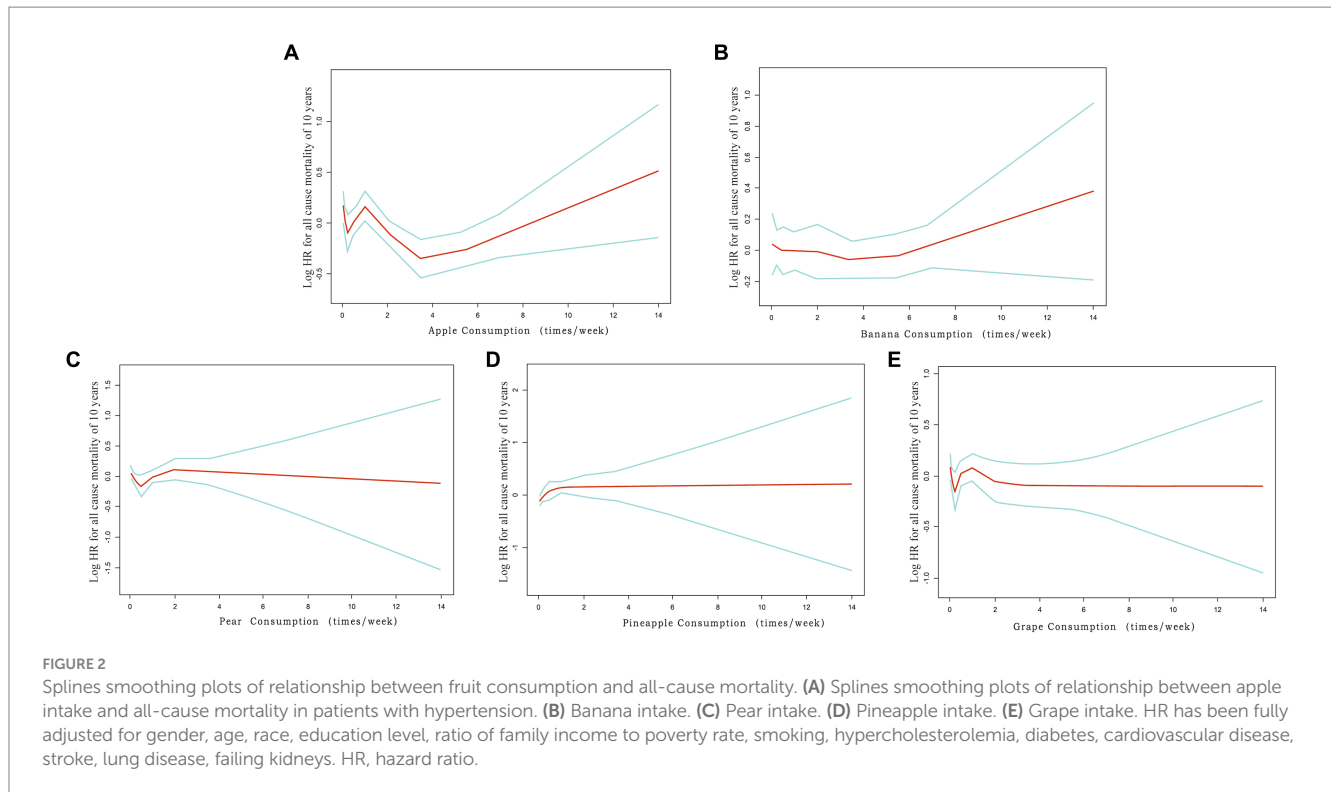 A
Log HR for all cause mortality of 10 years
1.0
0.5
0.0
-0.5
0 2 4 6 8 10 12 14
Apple Consumption (times/week)
B
Log HR for all cause mortality of 10 years
1.0
0.8
0.6
0.4
0.2
0.0
-0.2
0 2 4 6 8 10 12 14
Banana Consumption (times/week)
C
Log HR for all cause mortality of 10 years
1.5
1.0
0.5
0.0
-0.5
-1.0
-1.5
0 2 4 6 8 10 12 14
Pear Consumption (times/week)
D
Log HR for all cause mortality of 10 years
2
1
0
-1
0 2 4 6 8 10 12 14
Pineapple Consumption (times/week)
E
Log HR for all cause mortality of 10 years
1.0
0.5
0.0
-0.5
-1.0
0 2 4 6 8 10 12 14
Grape Consumption (times/week)
FIGURE 2
Splines smoothing plots of relationship between fruit consumption and all-cause mortality. (A) Splines smoothing plots of relationship between apple
intake and all-cause mortality in patients with hypertension. (B) Banana intake. (C) Pear intake. (D) Pineapple intake. (E) Grape intake. HR has been fully
adjusted for gender, age, race, education level, ratio of family income to poverty rate, smoking, hypercholesterolemia, diabetes, cardiovascular disease,
stroke, lung disease, failing kidneys. HR, hazard ratio.